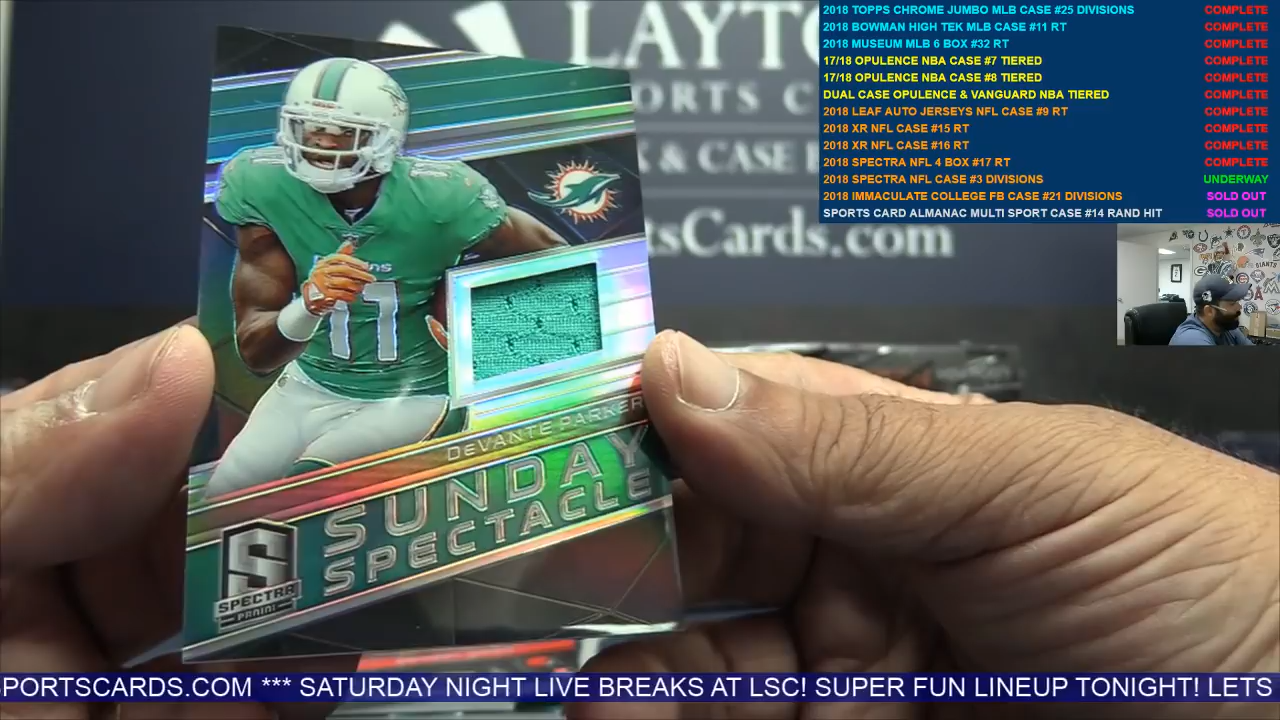 2018 TOPPS CHROME JUMBO MLB CASE #25 DIVISIONS COMPLETE
2018 BOWMAN HIGH TEK MLB CASE #11 RT COMPLETE
2018 MUSEUM MLB 6 BOX #32 RT COMPLETE
17/18 OPULENCE NBA CASE #7 TIERED COMPLETE
17/18 OPULENCE NBA CASE #8 TIERED COMPLETE
DUAL CASE OPULENCE & VANGUARD NBA TIERED COMPLETE
2018 LEAF AUTO JERSEYS NFL CASE #9 RT COMPLETE
2018 XR NFL CASE #15 RT COMPLETE
2018 XR NFL CASE #16 RT COMPLETE
2018 SPECTRA NFL 4 BOX #17 RT COMPLETE
2018 SPECTRA NFL CASE #3 DIVISIONS UNDERWAY
2018 IMMACULATE COLLEGE FB CASE #21 DIVISIONS SOLD OUT
SPORTS CARD ALMANAC MULTI SPORT CASE #14 RAND HIT SOLD OUT
LAYTO
ORTS C
& CASE
rtsCards.com
11
DEVANTE PARKER
SUNDAY
SPECTACLE
S
SPECTRA
PANINI
PORTSCARDS.COM *** SATURDAY NIGHT LIVE BREAKS AT LSC! SUPER FUN LINEUP TONIGHT! LETS